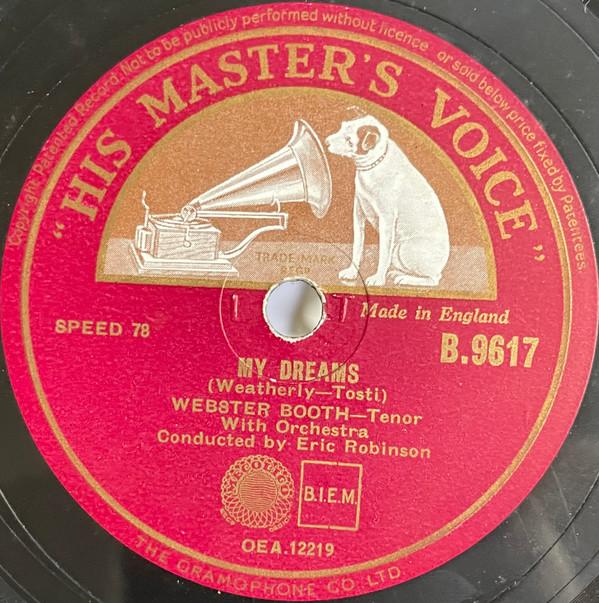 Copyright. Patented Record. Not to be publicly performed without licence or sold below price fixed by Patentees.
"HIS MASTER'S VOICE"
TRADE-MARK
REGD
Made in England
SPEED 78
B.9617
MY DREAMS
(Weatherly—Tosti)
WEBSTER BOOTH—Tenor
With Orchestra
Conducted by Eric Robinson
B.I.E.M.
OEA.12219
THE GRAMOPHONE CO LTD.